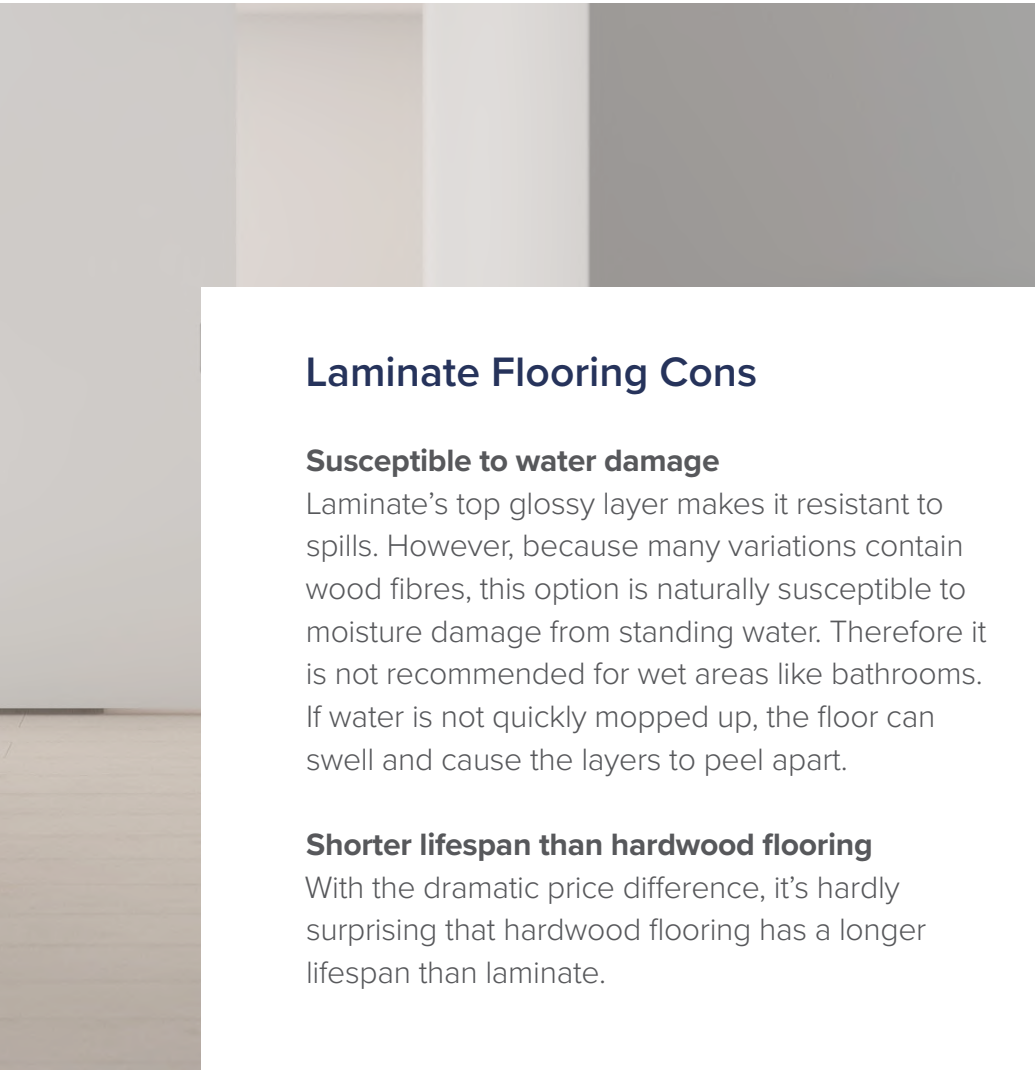 Laminate Flooring Cons
Susceptible to water damage
Laminate’s top glossy layer makes it resistant to
spills. However, because many variations contain
wood fibres, this option is naturally susceptible to
moisture damage from standing water. Therefore it
is not recommended for wet areas like bathrooms.
If water is not quickly mopped up, the floor can
swell and cause the layers to peel apart.
Shorter lifespan than hardwood flooring
With the dramatic price difference, it’s hardly
surprising that hardwood flooring has a longer
lifespan than laminate.